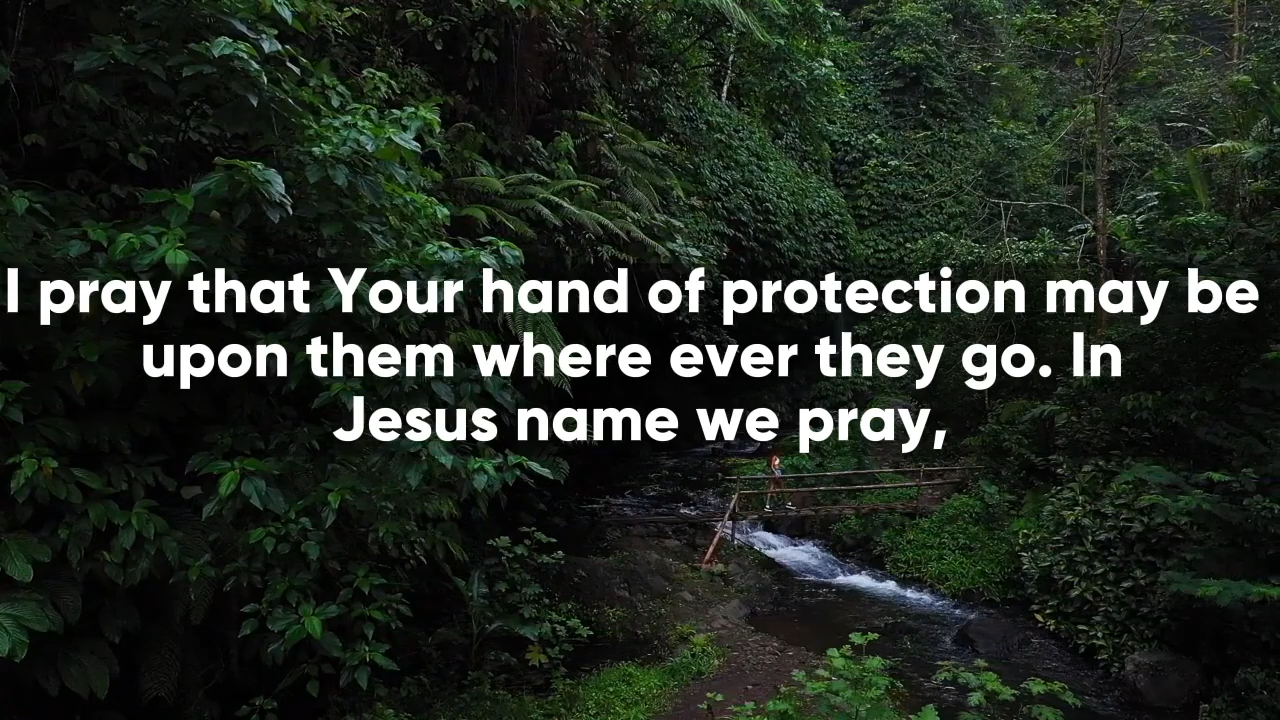 I pray that Your hand of protection may be
upon them where ever they go. In
Jesus name we pray,